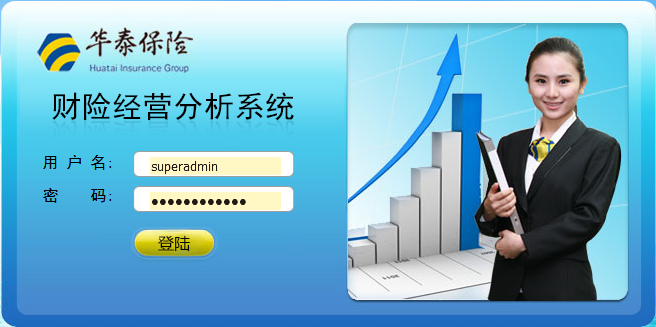 华泰保险
Huatai Insurance Group
财险经营分析系统
用 户 名：
superadmin
密 码：
●●●●●●●●●●●●
登陆
2011